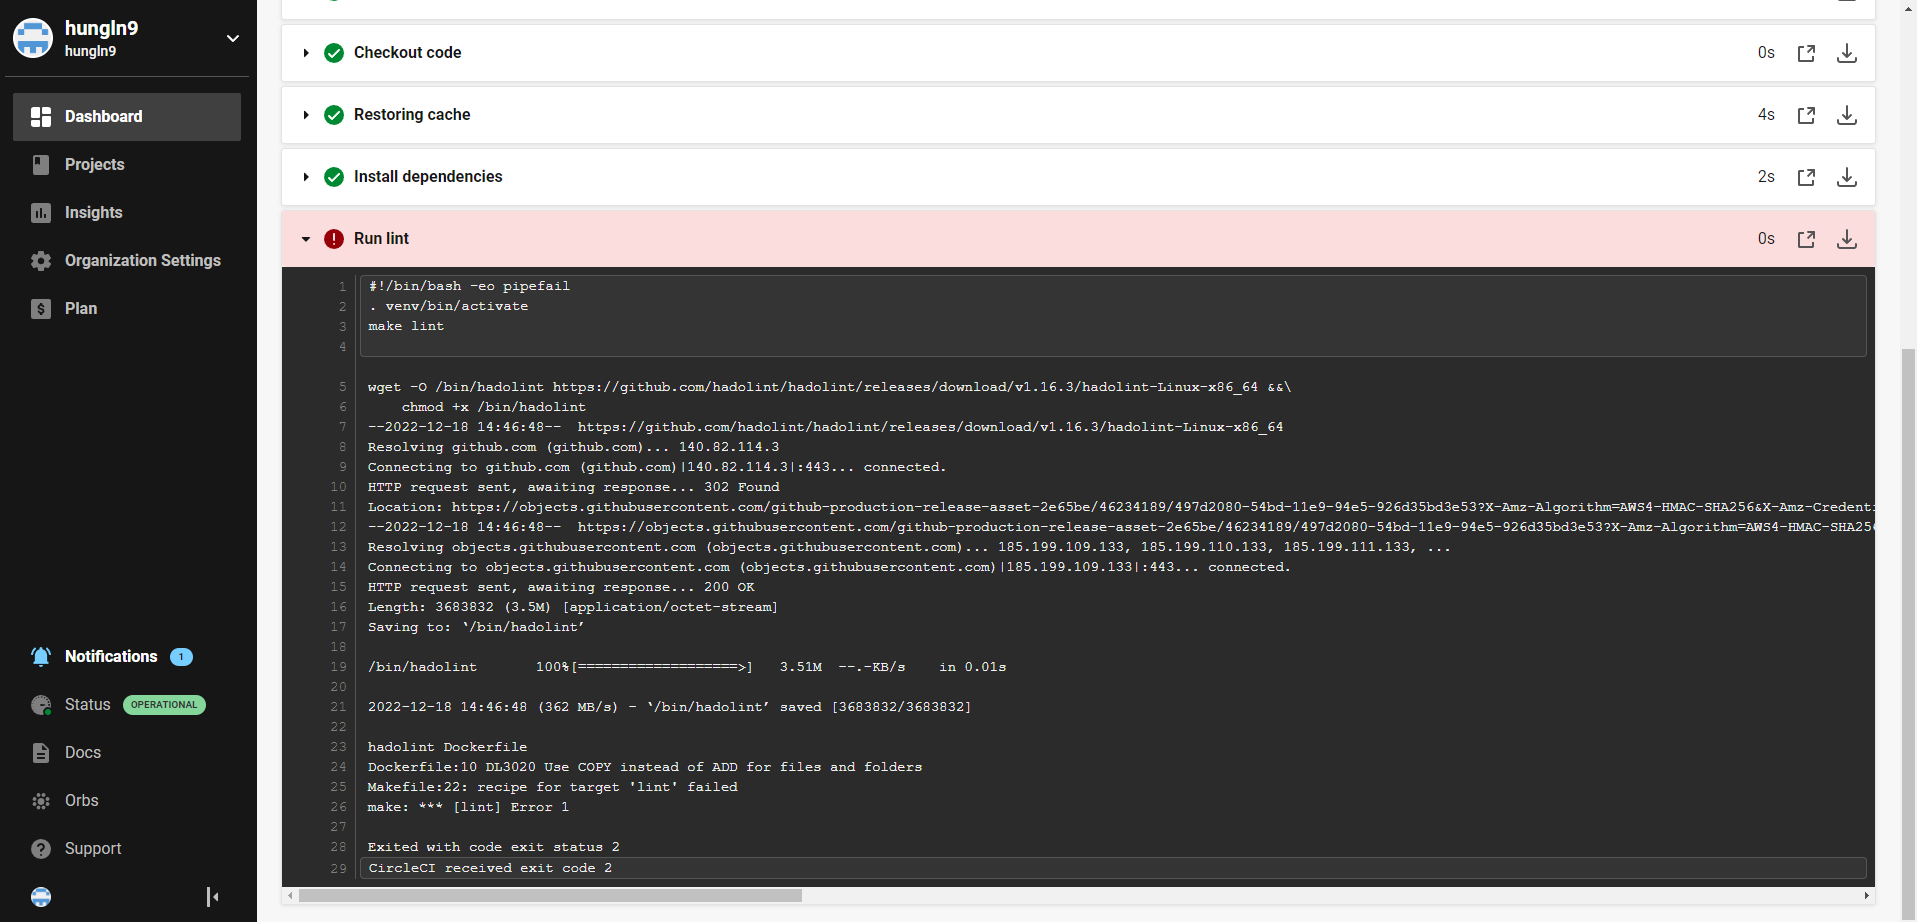 hungln9
hungln9
Dashboard
Projects
Insights
Organization Settings
Plan
Notifications 1
Status OPERATIONAL
Docs
Orbs
Support
Checkout code 0s
Restoring cache 4s
Install dependencies 2s
Run lint 0s
1 #!/bin/bash -eo pipefail
2 . venv/bin/activate
3 make lint
4
5 wget -O /bin/hadolint https://github.com/hadolint/hadolint/releases/download/v1.16.3/hadolint-Linux-x86_64 &&\
6     chmod +x /bin/hadolint
7 --2022-12-18 14:46:48--  https://github.com/hadolint/hadolint/releases/download/v1.16.3/hadolint-Linux-x86_64
8 Resolving github.com (github.com)... 140.82.114.3
9 Connecting to github.com (github.com)|140.82.114.3|:443... connected.
10 HTTP request sent, awaiting response... 302 Found
11 Location: https://objects.githubusercontent.com/github-production-release-asset-2e65be/46234189/497d2080-54bd-11e9-94e5-926d35bd3e53?X-Amz-Algorithm=AWS4-HMAC-SHA256&X-Amz-Credenti
12 --2022-12-18 14:46:48--  https://objects.githubusercontent.com/github-production-release-asset-2e65be/46234189/497d2080-54bd-11e9-94e5-926d35bd3e53?X-Amz-Algorithm=AWS4-HMAC-SHA256
13 Resolving objects.githubusercontent.com (objects.githubusercontent.com)... 185.199.109.133, 185.199.110.133, 185.199.111.133, ...
14 Connecting to objects.githubusercontent.com (objects.githubusercontent.com)|185.199.109.133|:443... connected.
15 HTTP request sent, awaiting response... 200 OK
16 Length: 3683832 (3.5M) [application/octet-stream]
17 Saving to: ‘/bin/hadolint’
18
19 /bin/hadolint       100%[===================>]   3.51M  --.-KB/s    in 0.01s
20
21 2022-12-18 14:46:48 (362 MB/s) - ‘/bin/hadolint’ saved [3683832/3683832]
22
23 hadolint Dockerfile
24 Dockerfile:10 DL3020 Use COPY instead of ADD for files and folders
25 Makefile:22: recipe for target 'lint' failed
26 make: *** [lint] Error 1
27
28 Exited with code exit status 2
29 CircleCI received exit code 2